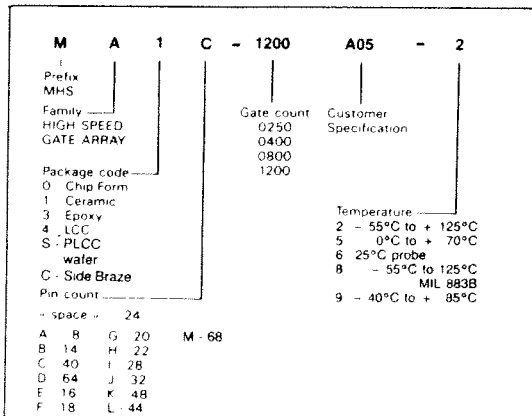 M A 1 C - 1200 A05 - 2
Prefix
MHS
Family
HIGH SPEED
GATE ARRAY
Gate count
0250
0400
0800
1200
Customer
Specification
Package code
0 Chip Form
1 Ceramic
3 Epoxy
4 . LCC
S - PLCC
wafer
C - Side Braze
Temperature
2 - 55°C to + 125°C
5 0°C to + 70°C
6 25°C probe
8 - 55°C to 125°C
MIL 883B
9 - 40°C to + 85°C
Pin count
" space " 24
A 8 G 20 M - 68
B 14 H 22
C 40 I 28
D 64 J 32
E 16 K 48
F 18 L - 44